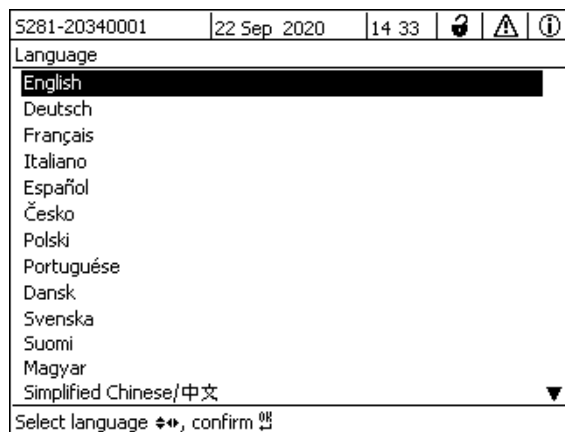 S281-20340001 22 Sep 2020 14 33
Language
English
Deutsch
Français
Italiano
Español
Česko
Polski
Portuguése
Dansk
Svenska
Suomi
Magyar
Simplified Chinese/中文
Select language, confirm OK